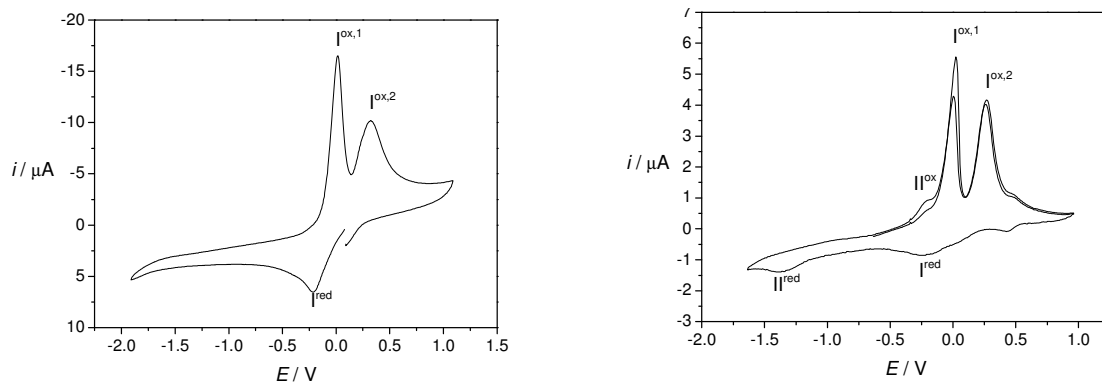 -20
-15
-10
-5
0
5
10
i / μA
I^ox,1
I^ox,2
I^red
-2.0 -1.5 -1.0 -0.5 0.0 0.5 1.0 1.5
E / V
7
6
5
4
3
2
1
0
-1
-2
-3
i / μA
I^ox,1
I^ox,2
II^ox
I^red
II^red
-2.0 -1.5 -1.0 -0.5 0.0 0.5 1.0
E / V